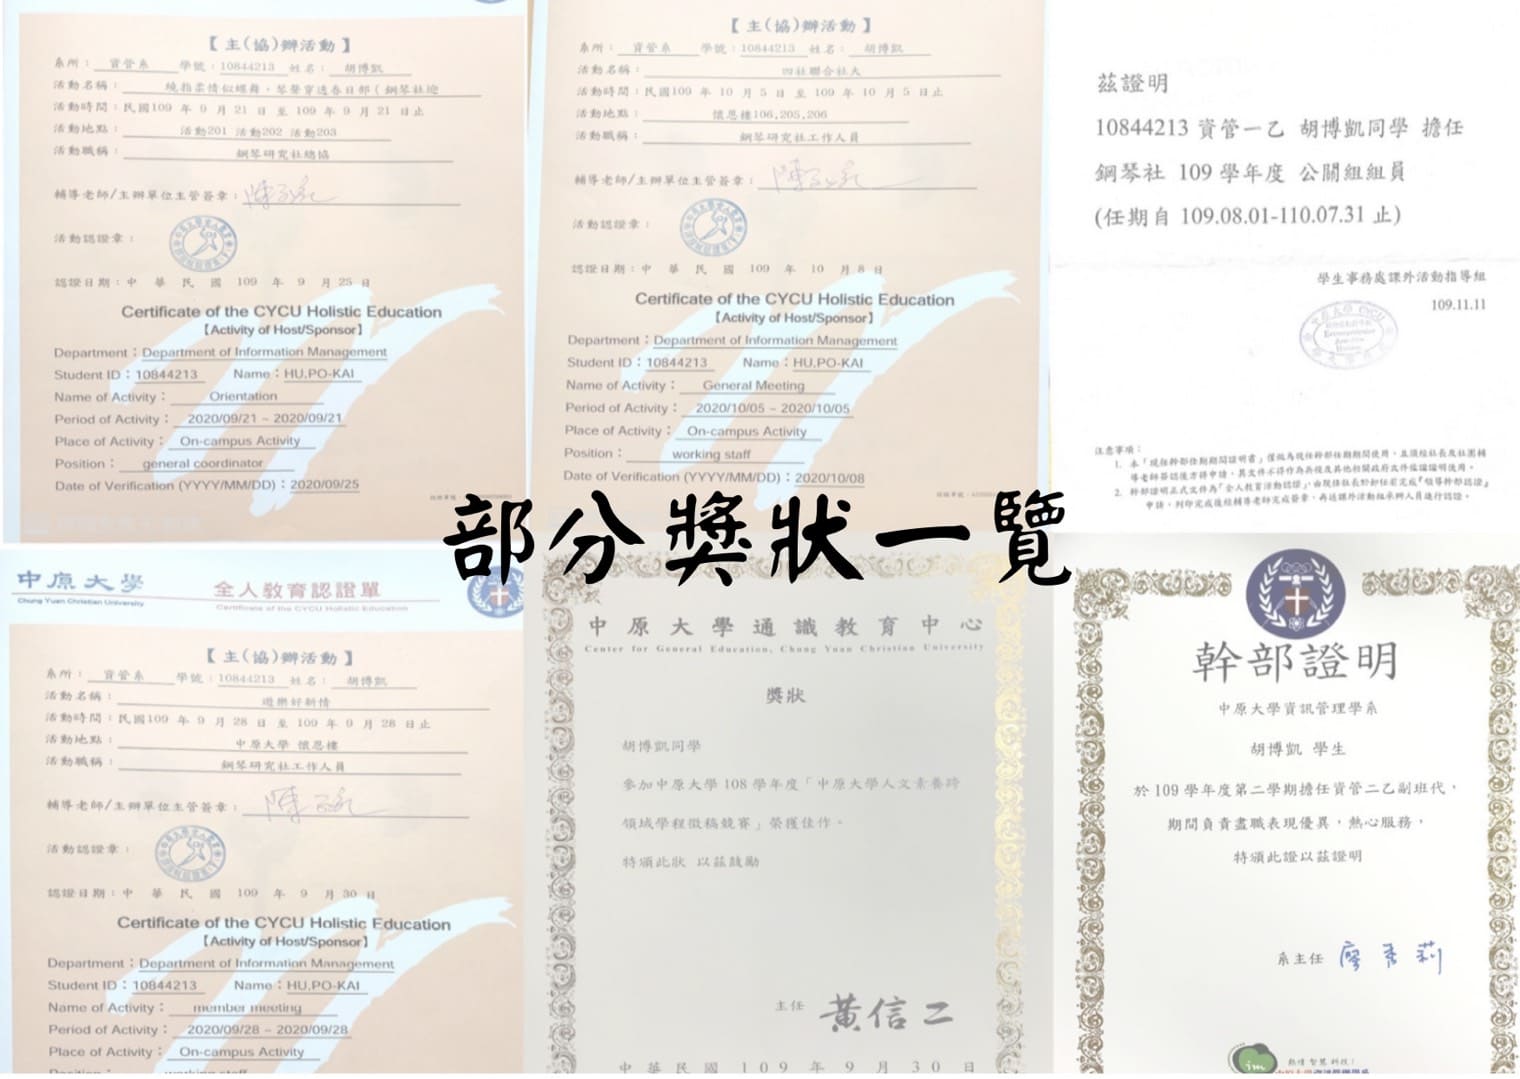 【 主(協)辦活動 】
系所： 資管系 學號：10844213 姓名： 胡博凱
活動名稱： 繞指柔情似蝶舞，琴聲穿透春日部（鋼琴社迎
活動時間：民國109 年 9 月 21 日 至 109 年 9 月 21 日止
活動地點： 活動201 活動202 活動203
活動職稱： 鋼琴研究社總協
輔導老師/主辦單位主管簽章：
活動認證章：
認證日期：中 華 民 國 109 年 9 月 25 日
Certificate of the CYCU Holistic Education
【Activity of Host/Sponsor】
Department：Department of Information Management
Student ID：10844213 Name：HU,PO-KAI
Name of Activity： Orientation
Period of Activity： 2020/09/21 ~ 2020/09/21
Place of Activity： On-campus Activity
Position： general coordinator
Date of Verification (YYYY/MM/DD)：2020/09/25
【 主(協)辦活動 】
系所： 資管系 學號：10844213 姓名： 胡博凱
活動名稱： 四社聯合社大
活動時間：民國109 年 10 月 5 日 至 109 年 10 月 5 日止
活動地點： 懷恩樓106,205,206
活動職稱： 鋼琴研究社工作人員
輔導老師/主辦單位主管簽章：
活動認證章：
認證日期：中 華 民 國 109 年 10 月 8 日
Certificate of the CYCU Holistic Education
【Activity of Host/Sponsor】
Department：Department of Information Management
Student ID：10844213 Name：HU,PO-KAI
Name of Activity： General Meeting
Period of Activity： 2020/10/05 ~ 2020/10/05
Place of Activity： On-campus Activity
Position： working staff
Date of Verification (YYYY/MM/DD)：2020/10/08
茲證明
10844213 資管一乙 胡博凱同學 擔任
鋼琴社 109 學年度 公關組組員
(任期自 109.08.01-110.07.31 止)
學生事務處課外活動指導組
109.11.11
注意事項：
1. 本「現任幹部任期期間證明書」僅做為現任幹部任期期間使用，且須經社長及社團輔
導老師簽認後方得申請，其文件不得作為兵役及其他相關政府文件佐證證明使用。
2. 幹部證明正式文件為「全人教育活動認證」，由院任社長於卸任前完成『領導幹部認證』
申請，列印完成後經輔導老師完成簽章，再送課外活動組承辦人員進行認證。
部分獎狀一覽
中原大學 全人教育認證單
Chung Yuan Christian University Certificate of the CYCU Holistic Education
【 主(協)辦活動 】
系所： 資管系 學號：10844213 姓名： 胡博凱
活動名稱： 遊樂好新情
活動時間：民國109 年 9 月 28 日 至 109 年 9 月 28 日止
活動地點： 中原大學 懷恩樓
活動職稱： 鋼琴研究社工作人員
輔導老師/主辦單位主管簽章：
活動認證章：
認證日期：中 華 民 國 109 年 9 月 30 日
Certificate of the CYCU Holistic Education
【Activity of Host/Sponsor】
Department：Department of Information Management
Student ID：10844213 Name：HU,PO-KAI
Name of Activity： member meeting
Period of Activity： 2020/09/28 ~ 2020/09/28
Place of Activity： On-campus Activity
Position： working staff
中原大學通識教育中心
Center for General Education, Chung Yuan Christian University
獎狀
胡博凱同學
參加中原大學 108 學年度「中原大學人文素養跨
領域學程徵稿競賽」榮獲佳作。
特頒此狀 以茲鼓勵
主任 黃信二
中華民國 109 年 9 月 30 日
幹部證明
中原大學資訊管理學系
胡博凱 學生
於 109 學年度第二學期擔任資管二乙副班代，
期間負責盡職表現優異，熱心服務，
特頒此證以茲證明
系主任 廖秀莉
im 熱情 智慧 科技！
中原大學資訊管理學系